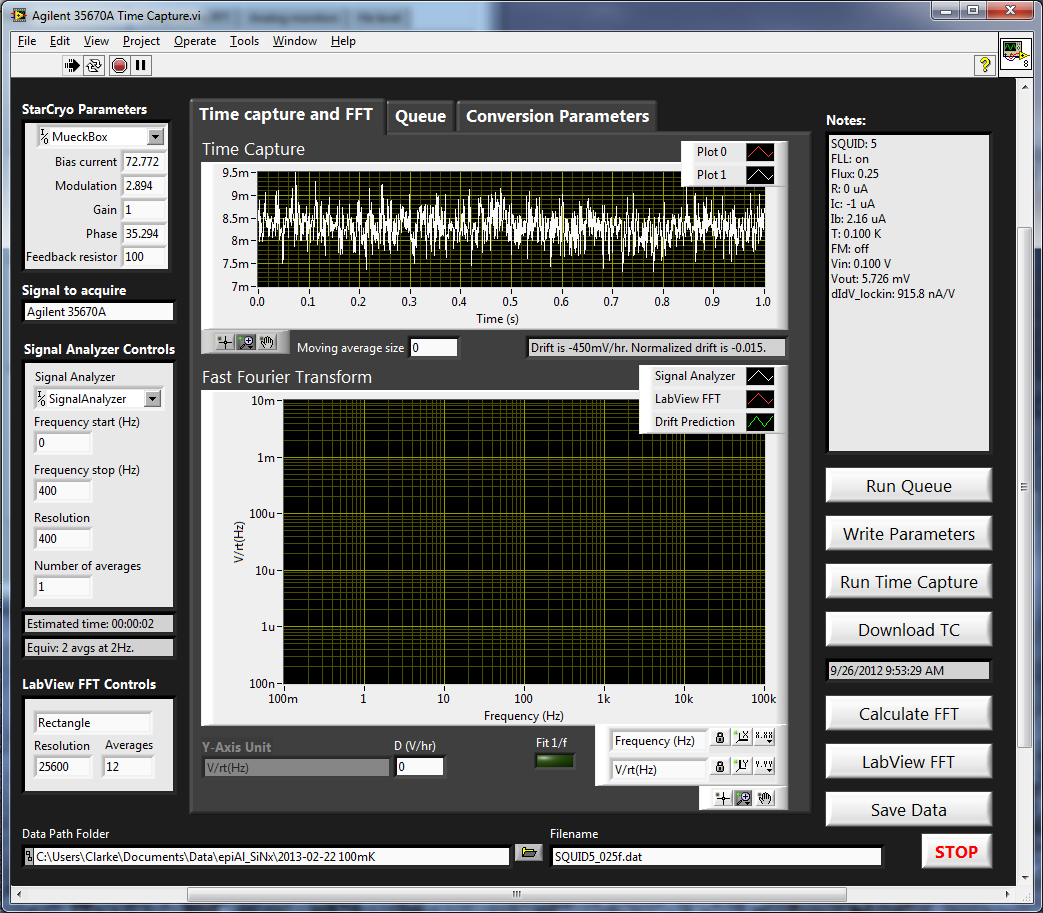 Agilent 35670A Time Capture.vi
File Edit View Project Operate Tools Window Help
?
8
StarCryo Parameters
MueckBox
Bias current 72.772
Modulation 2.894
Gain 1
Phase 35.294
Feedback resistor 100
Signal to acquire
Agilent 35670A
Signal Analyzer Controls
Signal Analyzer
SignalAnalyzer
Frequency start (Hz)
0
Frequency stop (Hz)
400
Resolution
400
Number of averages
1
Estimated time: 00:00:02
Equiv: 2 avgs at 2Hz.
LabView FFT Controls
Rectangle
Resolution Averages
25600 12
Time capture and FFT Queue Conversion Parameters
Time Capture
Plot 0
Plot 1
9.5m
9m
8.5m
8m
7.5m
7m
0.0 0.1 0.2 0.3 0.4 0.5 0.6 0.7 0.8 0.9 1.0
Time (s)
Moving average size 0
Drift is -450mV/hr. Normalized drift is -0.015.
Fast Fourier Transform
Signal Analyzer
LabView FFT
Drift Prediction
V/rt(Hz)
10m
1m
100u
10u
1u
100n
100m 1 10 100 1k 10k 100k
Frequency (Hz)
Y-Axis Unit
V/rt(Hz)
D (V/hr)
0
Fit 1/f
Frequency (Hz)
V/rt(Hz)
Notes:
SQUID: 5
FLL: on
Flux: 0.25
R: 0 uA
Ic: -1 uA
Ib: 2.16 uA
T: 0.100 K
FM: off
Vin: 0.100 V
Vout: 5.726 mV
dIdV_lockin: 915.8 nA/V
Run Queue
Write Parameters
Run Time Capture
Download TC
9/26/2012 9:53:29 AM
Calculate FFT
LabView FFT
Save Data
STOP
Data Path Folder
C:\Users\Clarke\Documents\Data\epiAl_SiNx\2013-02-22 100mK
Filename
SQUID5_025f.dat